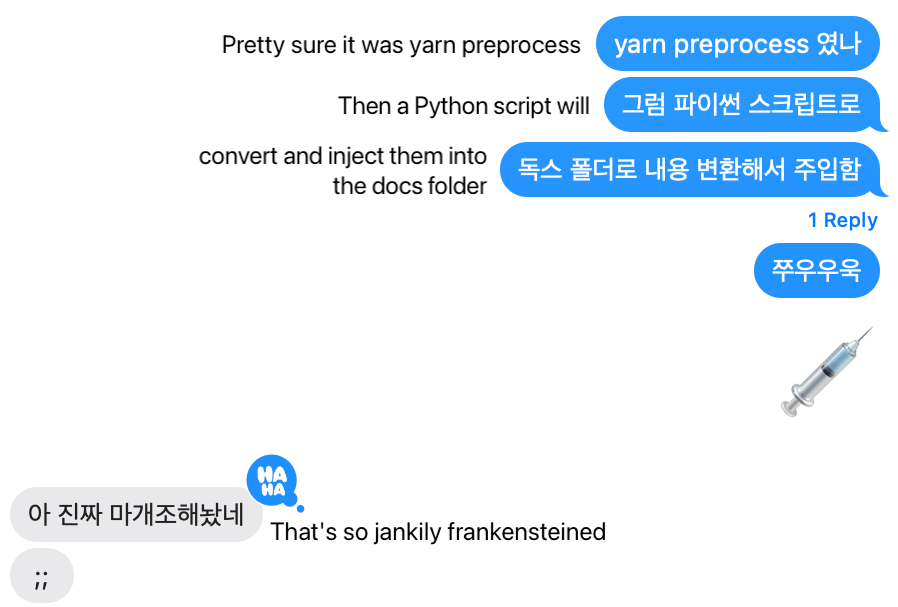 Pretty sure it was yarn preprocess
yarn preprocess 였나
Then a Python script will
그럼 파이썬 스크립트로
convert and inject them into
the docs folder
독스 폴더로 내용 변환해서 주입함
1 Reply
쭈우우욱
HA
HA
아 진짜 마개조해놨네
That's so jankily frankensteined
;;